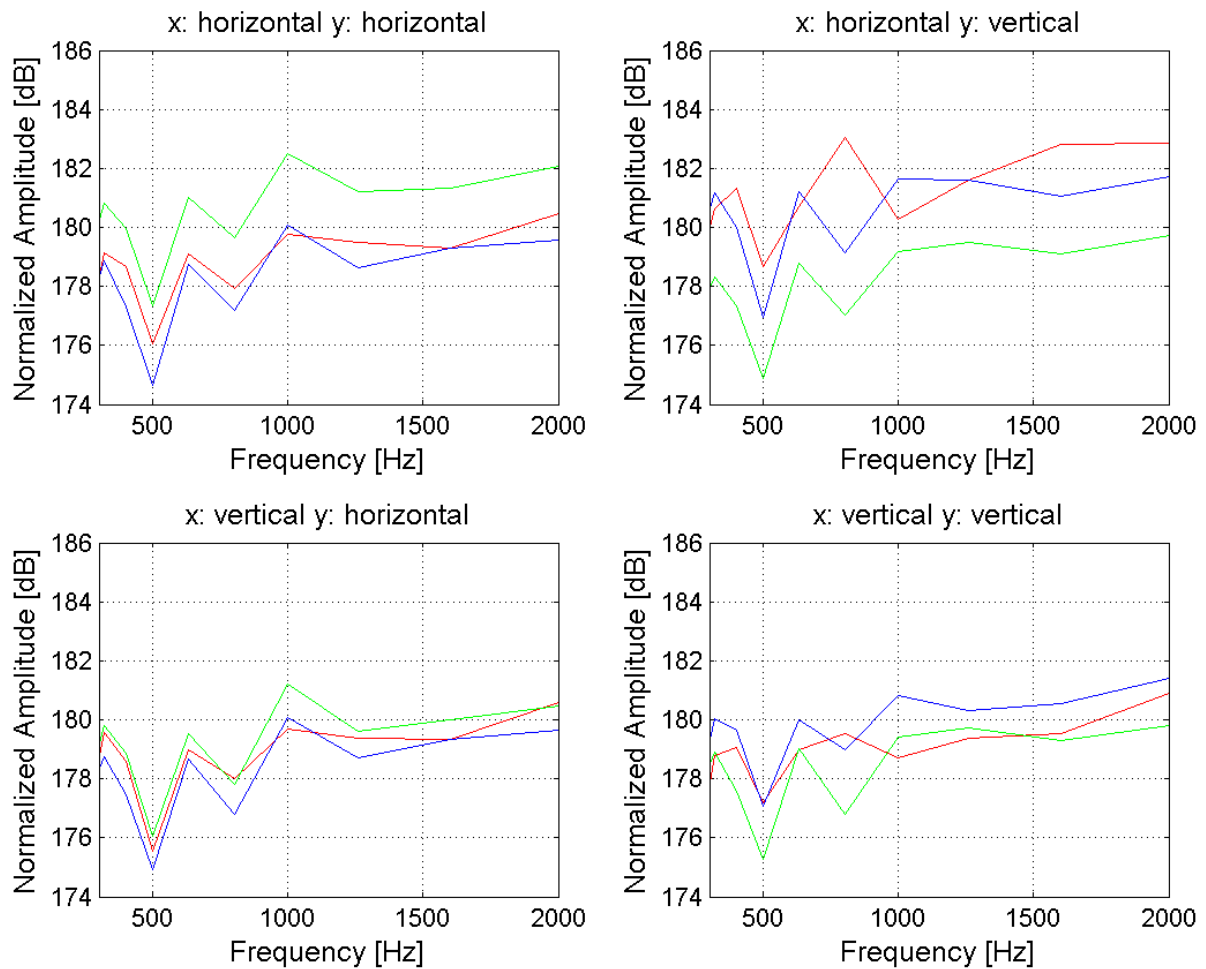 x: horizontal y: horizontal
Normalized Amplitude [dB]
186
184
182
180
178
176
174
500 1000 1500 2000
Frequency [Hz]
x: horizontal y: vertical
Normalized Amplitude [dB]
186
184
182
180
178
176
174
500 1000 1500 2000
Frequency [Hz]
x: vertical y: horizontal
Normalized Amplitude [dB]
186
184
182
180
178
176
174
500 1000 1500 2000
Frequency [Hz]
x: vertical y: vertical
Normalized Amplitude [dB]
186
184
182
180
178
176
174
500 1000 1500 2000
Frequency [Hz]